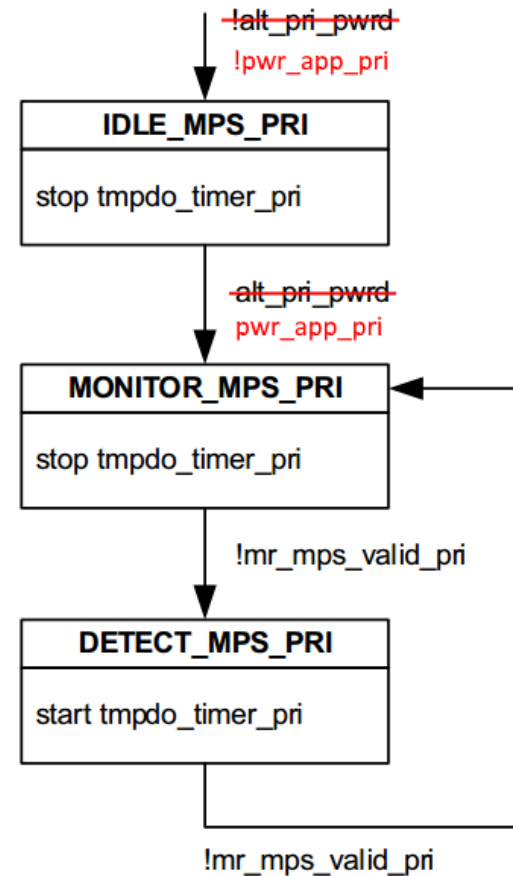 !alt_pri_pwrd
!pwr_app_pri
IDLE_MPS_PRI
stop tmpdo_timer_pri
alt_pri_pwrd
pwr_app_pri
MONITOR_MPS_PRI
stop tmpdo_timer_pri
!mr_mps_valid_pri
DETECT_MPS_PRI
start tmpdo_timer_pri
!mr_mps_valid_pri